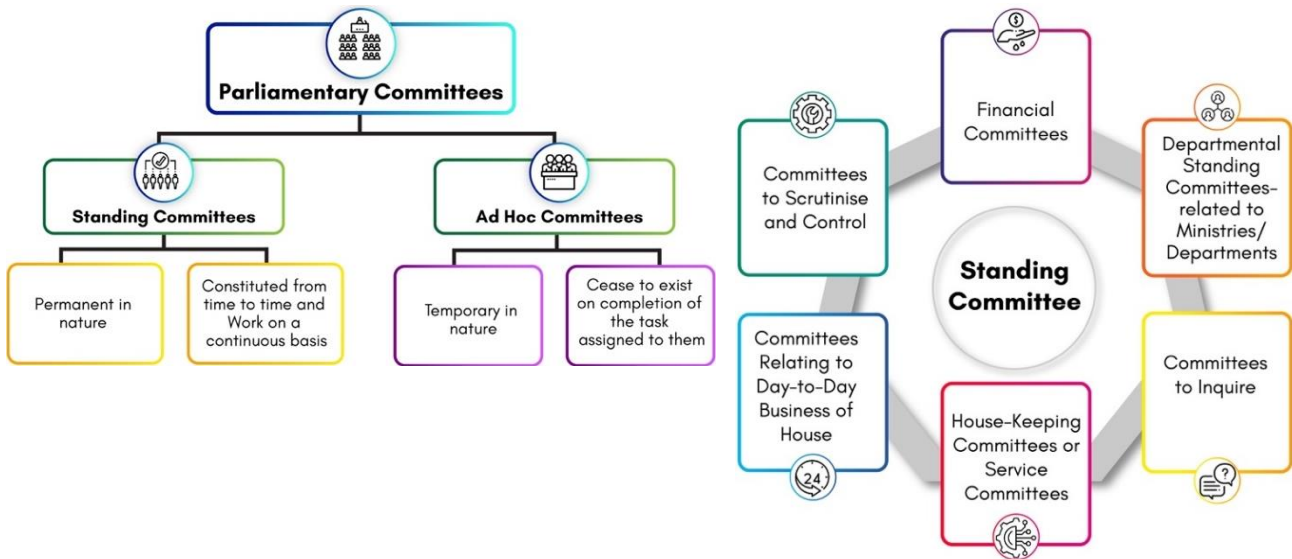 Parliamentary Committees
Standing Committees
Ad Hoc Committees
Permanent in
nature
Constituted from
time to time and
Work on a
continuous basis
Temporary in
nature
Cease to exist
on completion of
the task
assigned to them
Financial
Committees
Departmental
Standing
Committees-
related to
Ministries/
Departments
Committees
to Inquire
House-Keeping
Committees or
Service
Committees
Committees
Relating to
Day-to-Day
Business of
House
24
Committees
to Scrutinise
and Control
Standing
Committee